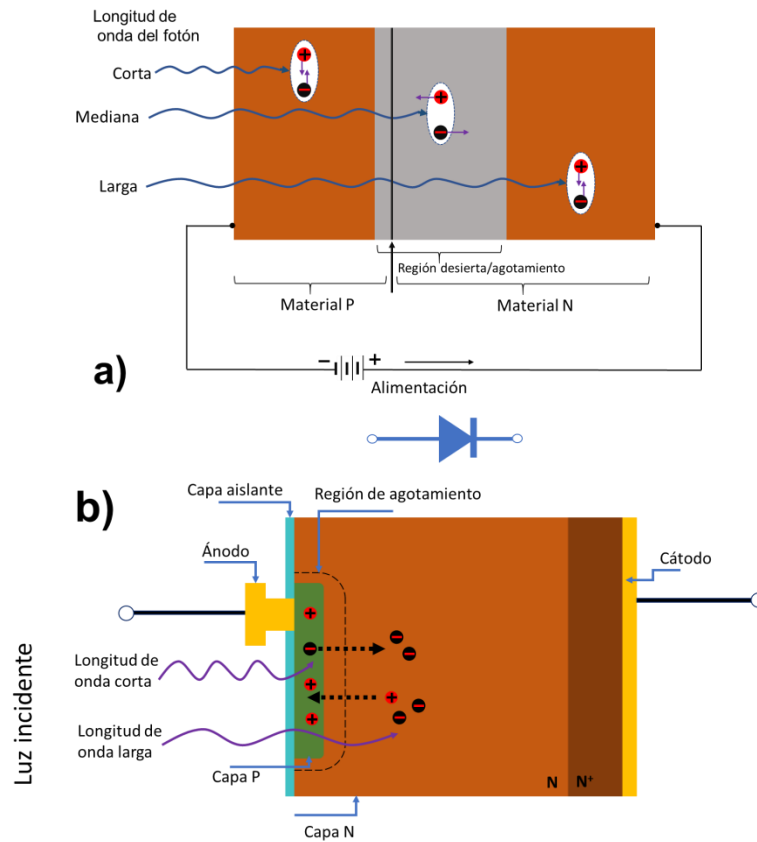 Longitud de
onda del fotón
Corta
Mediana
Larga
+
−
+
−
+
−
Región desierta/agotamiento
Material P
Material N
− +
Alimentación
a)
b)
Capa aislante
Región de agotamiento
Ánodo
Cátodo
Luz incidente
Longitud de
onda corta
Longitud de
onda larga
+
−
+
+
−
−
+
−
−
−
Capa P
Capa N
N
N+